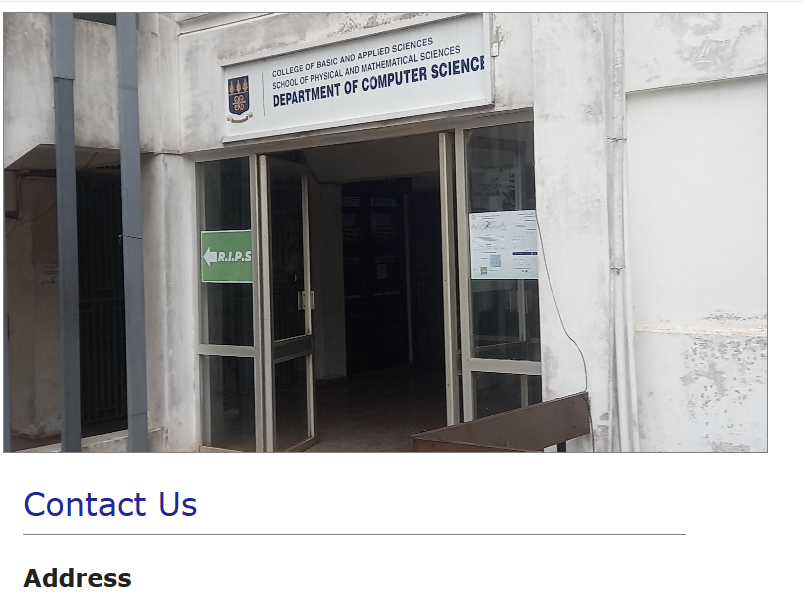 COLLEGE OF BASIC AND APPLIED SCIENCES
SCHOOL OF PHYSICAL AND MATHEMATICAL SCIENCES
DEPARTMENT OF COMPUTER SCIENCE
R.I.P.S
Contact Us
Address